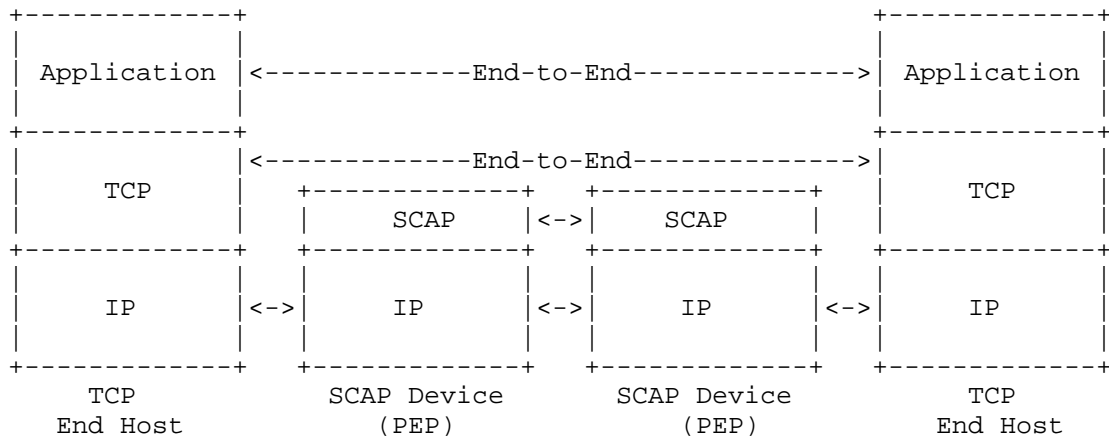 Application <-------------End-to-End--------------> Application
<-------------End-to-End-------------->
TCP TCP
SCAP <-> SCAP
IP <-> IP <-> IP <-> IP
TCP SCAP Device SCAP Device TCP
End Host (PEP) (PEP) End Host